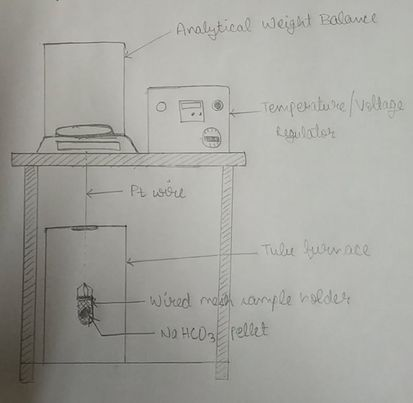 Analytical Weight Balance
Temperature/Voltage
Regulator
Pt wire
Tube furnace
Wired mesh sample holder
NaHCO3 pellet